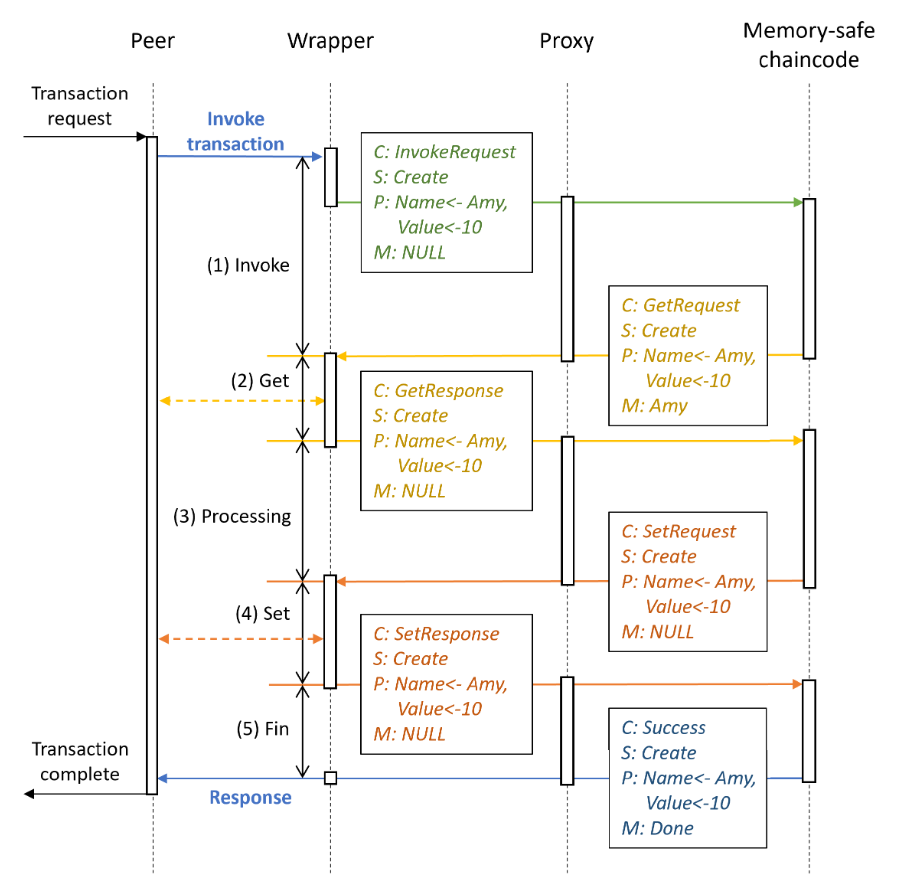 Peer
Wrapper
Proxy
Memory-safe
chaincode
Transaction
request
Invoke
transaction
C: InvokeRequest
S: Create
P: Name<- Amy,
Value<-10
M: NULL
(1) Invoke
C: GetRequest
S: Create
P: Name<- Amy,
Value<-10
M: Amy
(2) Get
C: GetResponse
S: Create
P: Name<- Amy,
Value<-10
M: NULL
(3) Processing
C: SetRequest
S: Create
P: Name<- Amy,
Value<-10
M: NULL
(4) Set
C: SetResponse
S: Create
P: Name<- Amy,
Value<-10
M: NULL
(5) Fin
C: Success
S: Create
P: Name<- Amy,
Value<-10
M: Done
Transaction
complete
Response